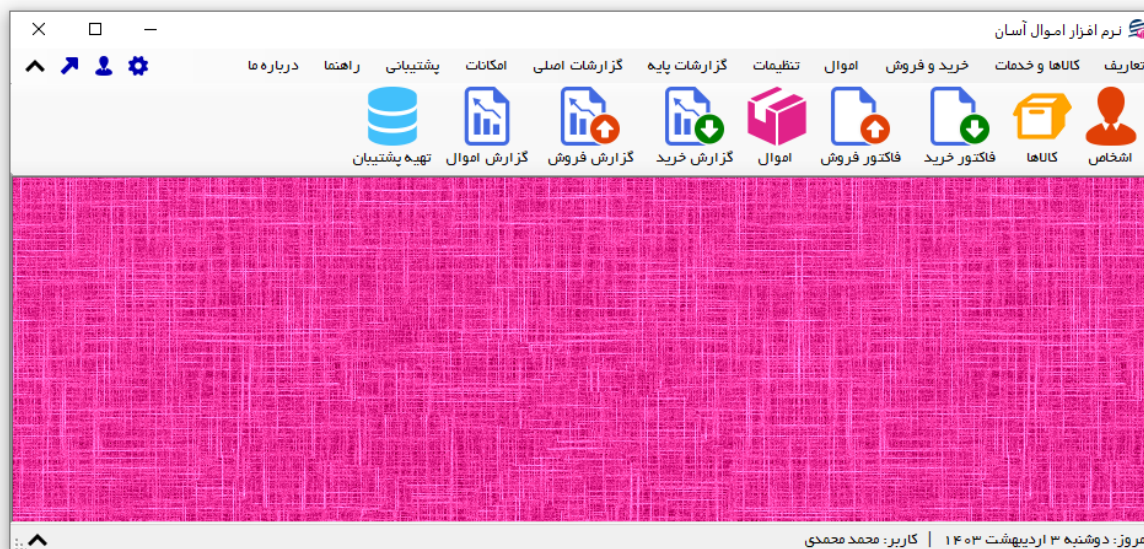 نرم افزار اموال آسان
تعاریف کالاها و خدمات خرید و فروش اموال تنظیمات گزارشات پایه گزارشات اصلی امکانات پشتیبانی راهنما درباره ما
اشخاص کالاها فاکتور خرید فاکتور فروش اموال گزارش خرید گزارش فروش گزارش اموال تهیه پشتیبان
مروز: دوشنبه ۳ اردیبهشت ۱۴۰۳ | کاربر: محمد محمدی